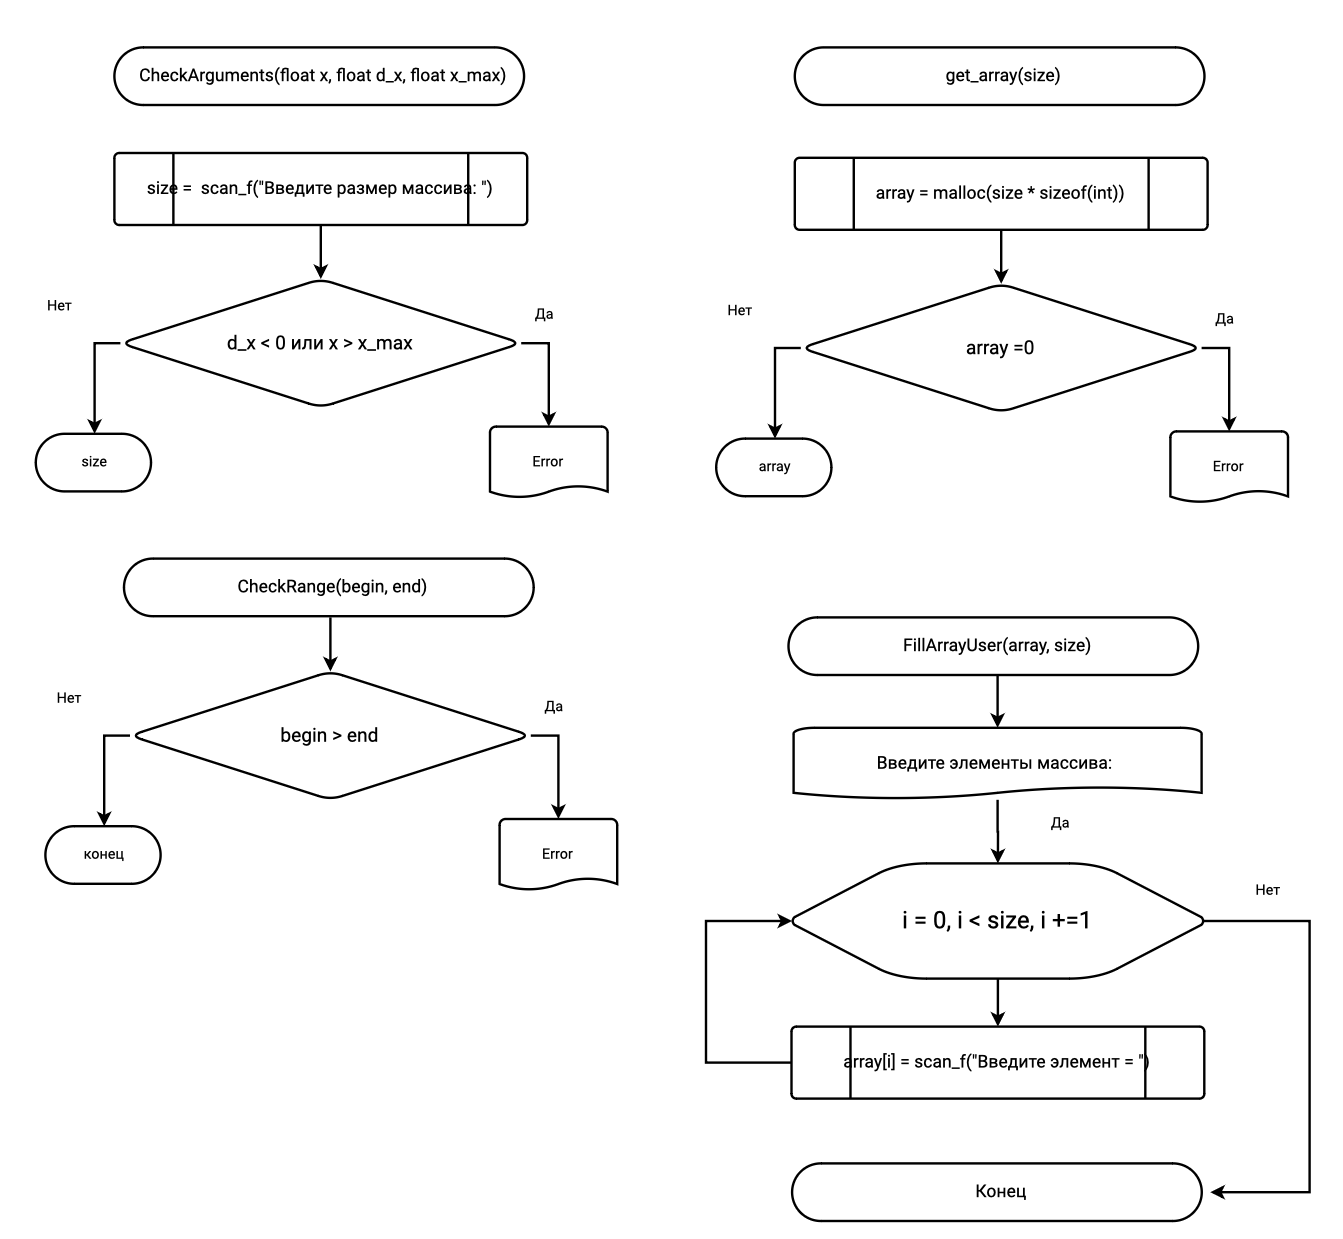 CheckArguments(float x, float d_x, float x_max)
size =  scan_f("Введите размер массива: ")
Нет
Да
d_x < 0 или x > x_max
size
Error
get_array(size)
array = malloc(size * sizeof(int))
Нет
Да
array =0
array
Error
CheckRange(begin, end)
Нет
Да
begin > end
конец
Error
FillArrayUser(array, size)
Введите элементы массива:
Да
Нет
i = 0, i < size, i +=1
array[i] = scan_f("Введите элемент = ")
Конец